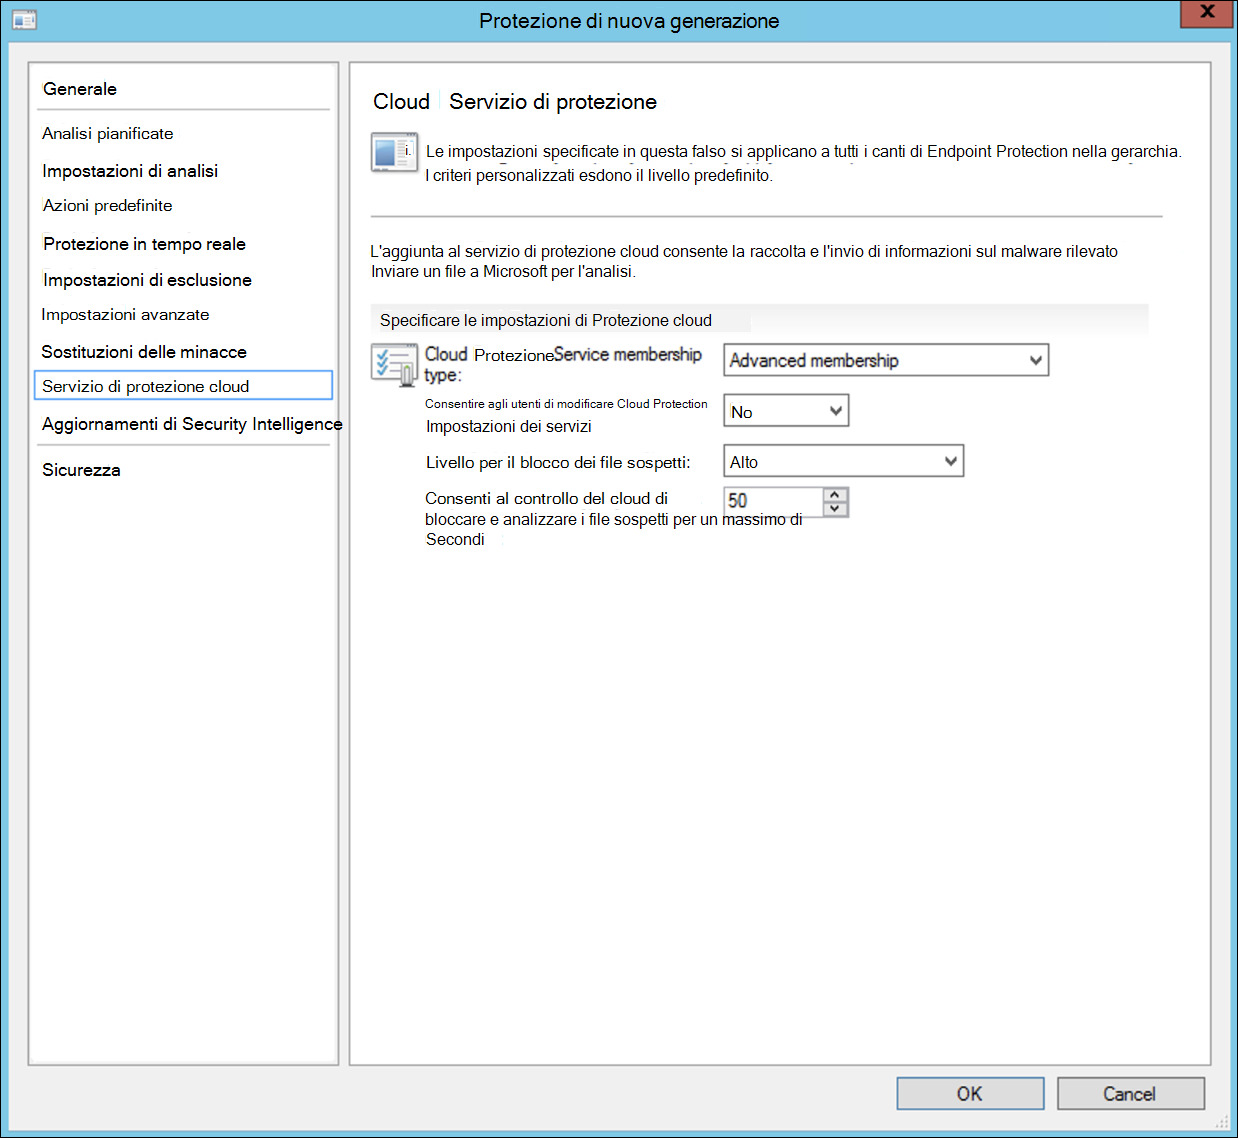 Protezione di nuova generazione
X
Generale
Analisi pianificate
Impostazioni di analisi
Azioni predefinite
Protezione in tempo reale
Impostazioni di esclusione
Impostazioni avanzate
Sostituzioni delle minacce
Servizio di protezione cloud
Aggiornamenti di Security Intelligence
Sicurezza
Cloud Servizio di protezione
i.
Le impostazioni specificate in questa falso si applicano a tutti i canti di Endpoint Protection nella gerarchia.
I criteri personalizzati esdono il livello predefinito.
L'aggiunta al servizio di protezione cloud consente la raccolta e l'invio di informazioni sul malware rilevato
Inviare un file a Microsoft per l'analisi.
Specificare le impostazioni di Protezione cloud
Cloud ProtezioneService membership
type:
Advanced membership
Consentire agli utenti di modificare Cloud Protection
Impostazioni dei servizi
No
Livello per il blocco dei file sospetti:
Alto
Consenti al controllo del cloud di
50
bloccare e analizzare i file sospetti per un massimo di
Secondi
OK
Cancel